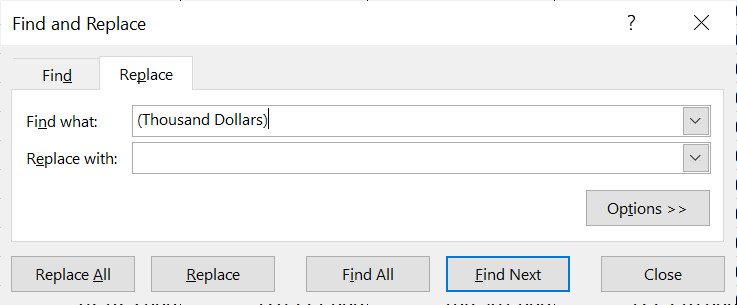 Find and Replace
?
Find
Replace
Find what:
(Thousand Dollars)
Replace with:
Options >>
Replace All
Replace
Find All
Find Next
Close